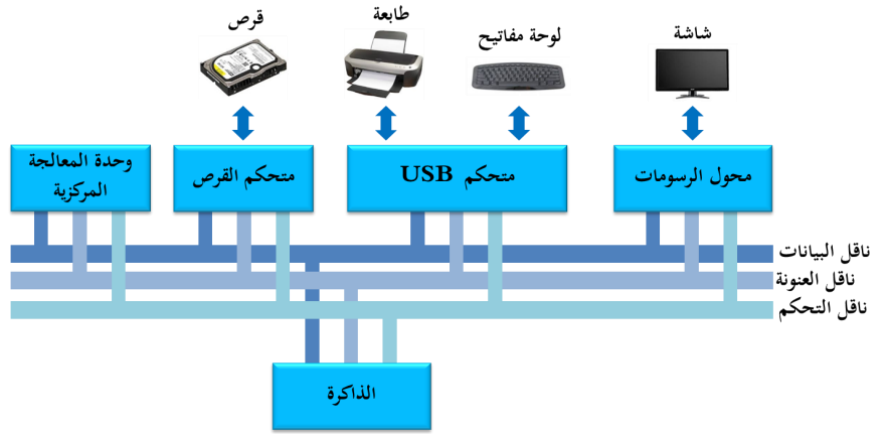 شاشة
لوحة مفاتيح
طابعة
قرص
محول الرسومات
متحكم USB
متحكم القرص
وحدة المعالجة
المركزية
ناقل البيانات
ناقل العنونة
ناقل التحكم
الذاكرة